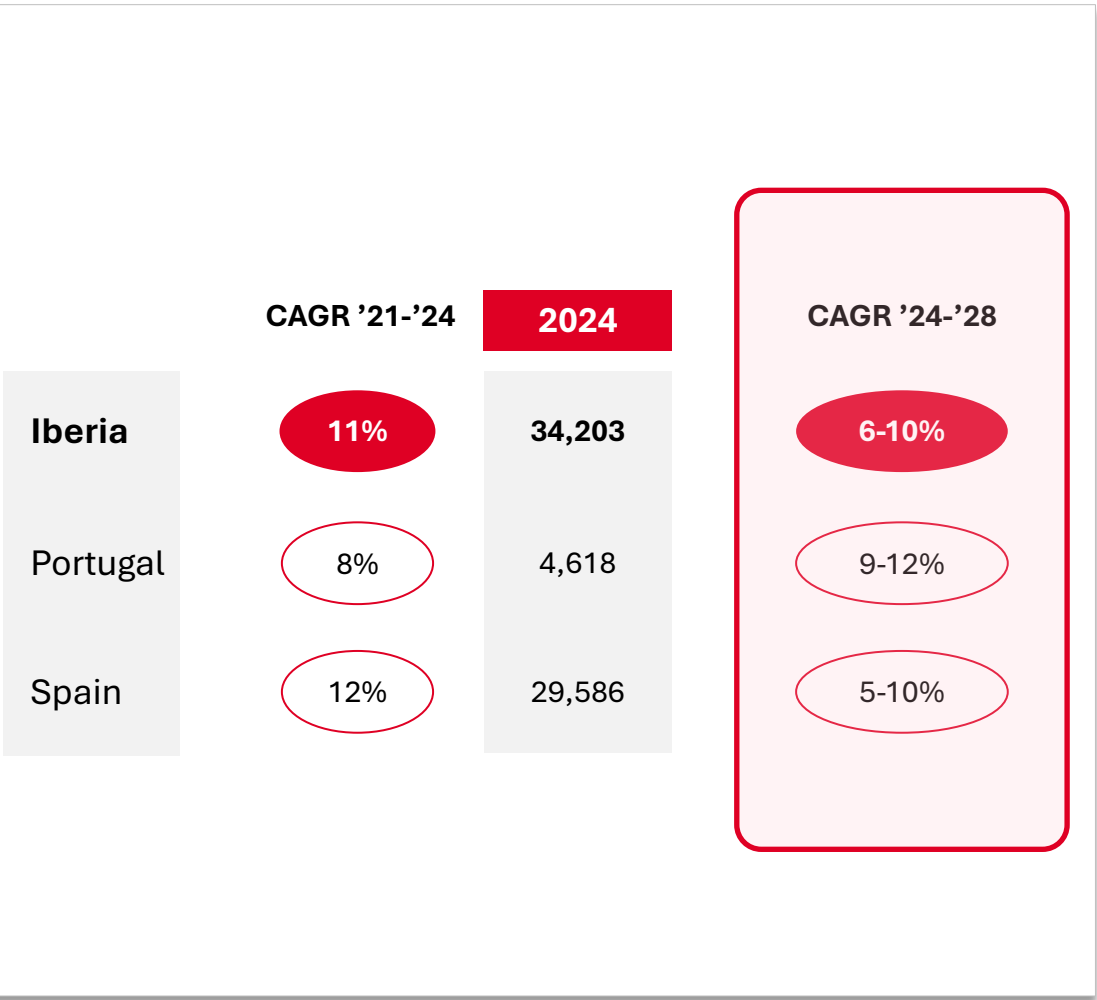 CAGR ’21-’24 2024 CAGR ’24-’28
Iberia 11% 34,203 6-10%
Portugal 8% 4,618 9-12%
Spain 12% 29,586 5-10%